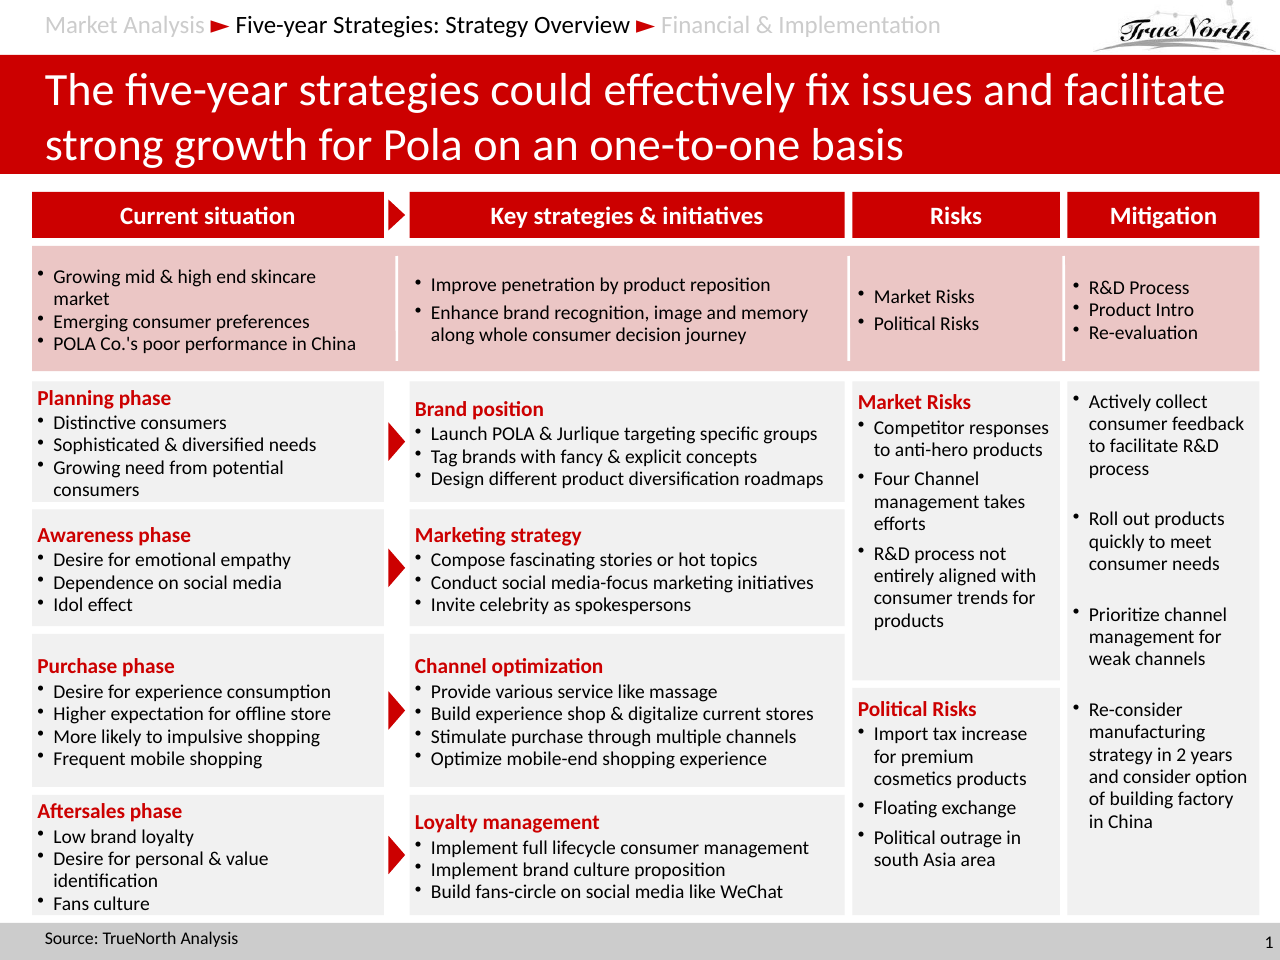 Market Analysis ► Five-year Strategies: Strategy Overview ► Financial & Implementation
TrueNorth
The five-year strategies could effectively fix issues and facilitate
strong growth for Pola on an one-to-one basis
Current situation
Key strategies & initiatives
Risks
Mitigation
• Growing mid & high end skincare
market
• Emerging consumer preferences
• POLA Co.'s poor performance in China
• Improve penetration by product reposition
• Enhance brand recognition, image and memory
along whole consumer decision journey
• Market Risks
• Political Risks
• R&D Process
• Product Intro
• Re-evaluation
Planning phase
• Distinctive consumers
• Sophisticated & diversified needs
• Growing need from potential
consumers
Brand position
• Launch POLA & Jurlique targeting specific groups
• Tag brands with fancy & explicit concepts
• Design different product diversification roadmaps
Awareness phase
• Desire for emotional empathy
• Dependence on social media
• Idol effect
Marketing strategy
• Compose fascinating stories or hot topics
• Conduct social media-focus marketing initiatives
• Invite celebrity as spokespersons
Purchase phase
• Desire for experience consumption
• Higher expectation for offline store
• More likely to impulsive shopping
• Frequent mobile shopping
Channel optimization
• Provide various service like massage
• Build experience shop & digitalize current stores
• Stimulate purchase through multiple channels
• Optimize mobile-end shopping experience
Aftersales phase
• Low brand loyalty
• Desire for personal & value
identification
• Fans culture
Loyalty management
• Implement full lifecycle consumer management
• Implement brand culture proposition
• Build fans-circle on social media like WeChat
Market Risks
• Competitor responses
to anti-hero products
• Four Channel
management takes
efforts
• R&D process not
entirely aligned with
consumer trends for
products
Political Risks
• Import tax increase
for premium
cosmetics products
• Floating exchange
• Political outrage in
south Asia area
• Actively collect
consumer feedback
to facilitate R&D
process
• Roll out products
quickly to meet
consumer needs
• Prioritize channel
management for
weak channels
• Re-consider
manufacturing
strategy in 2 years
and consider option
of building factory
in China
Source: TrueNorth Analysis
1